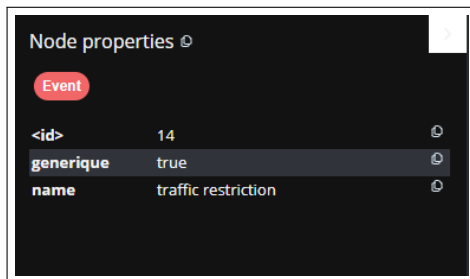 Node properties
Event
<id> 14
generique true
name traffic restriction